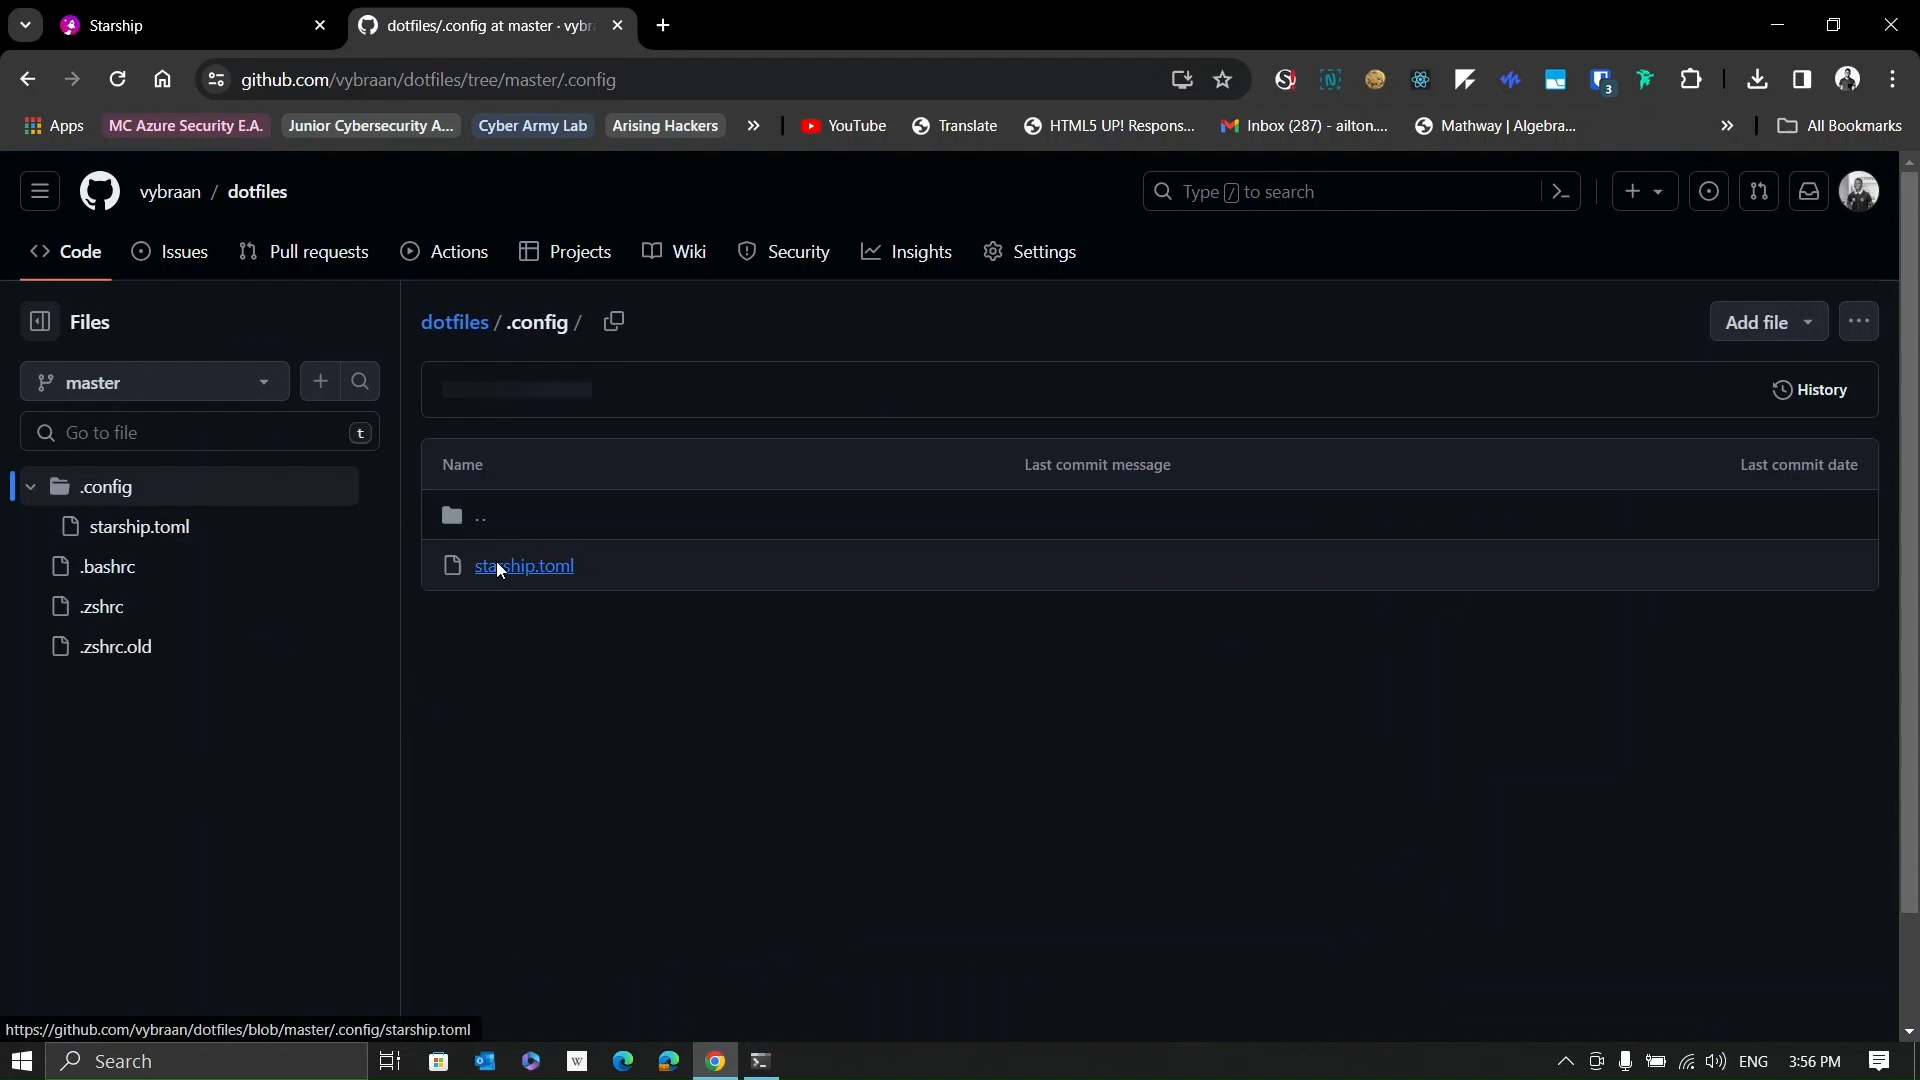 Starship
dotfiles/.config at master · vybr
github.com/vybraan/dotfiles/tree/master/.config
3
Apps
MC Azure Security E.A.
Junior Cybersecurity A...
Cyber Army Lab
Arising Hackers
YouTube
Translate
HTML5 UP! Respons...
Inbox (287) - ailton....
Mathway | Algebra...
All Bookmarks
vybraan / dotfiles
Type / to search
Code
Issues
Pull requests
Actions
Projects
Wiki
Security
Insights
Settings
Files
dotfiles / .config /
Add file
master
History
Go to file
t
Name
Last commit message
Last commit date
.config
..
starship.toml
starship.toml
.bashrc
.zshrc
.zshrc.old
https://github.com/vybraan/dotfiles/blob/master/.config/starship.toml
Search
W
ENG
3:56 PM